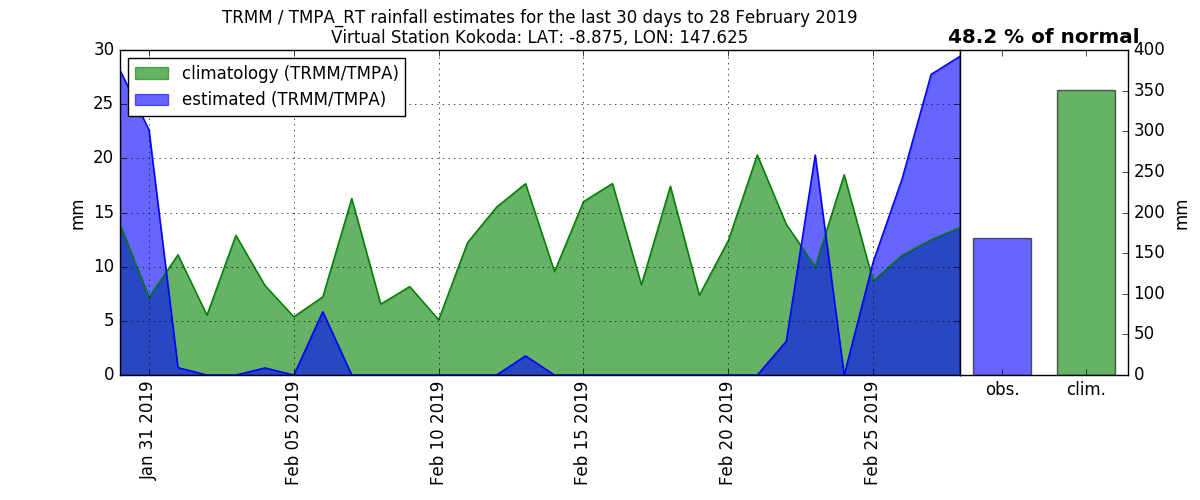 TRMM / TMPA_RT rainfall estimates for the last 30 days to 28 February 2019
Virtual Station Kokoda: LAT: -8.875, LON: 147.625
48.2 % of normal
climatology (TRMM/TMPA)
estimated (TRMM/TMPA)
30
25
20
15
10
5
0
mm
Jan 31 2019
Feb 05 2019
Feb 10 2019
Feb 15 2019
Feb 20 2019
Feb 25 2019
obs.
clim.
400
350
300
250
200
150
100
50
0
mm